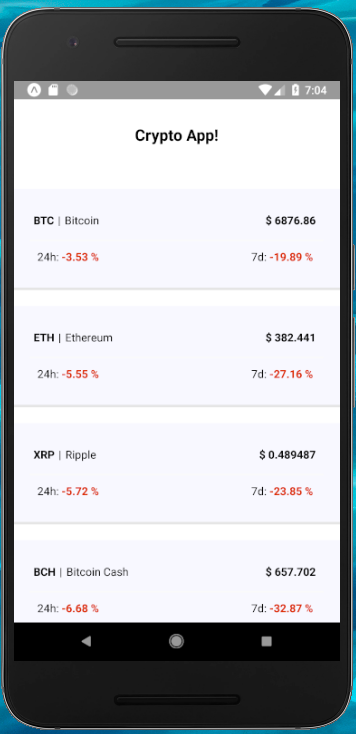 7:04
Crypto App!
BTC | Bitcoin $ 6876.86
24h: -3.53 % 7d: -19.89 %
ETH | Ethereum $ 382.441
24h: -5.55 % 7d: -27.16 %
XRP | Ripple $ 0.489487
24h: -5.72 % 7d: -23.85 %
BCH | Bitcoin Cash $ 657.702
24h: -6.68 % 7d: -32.87 %